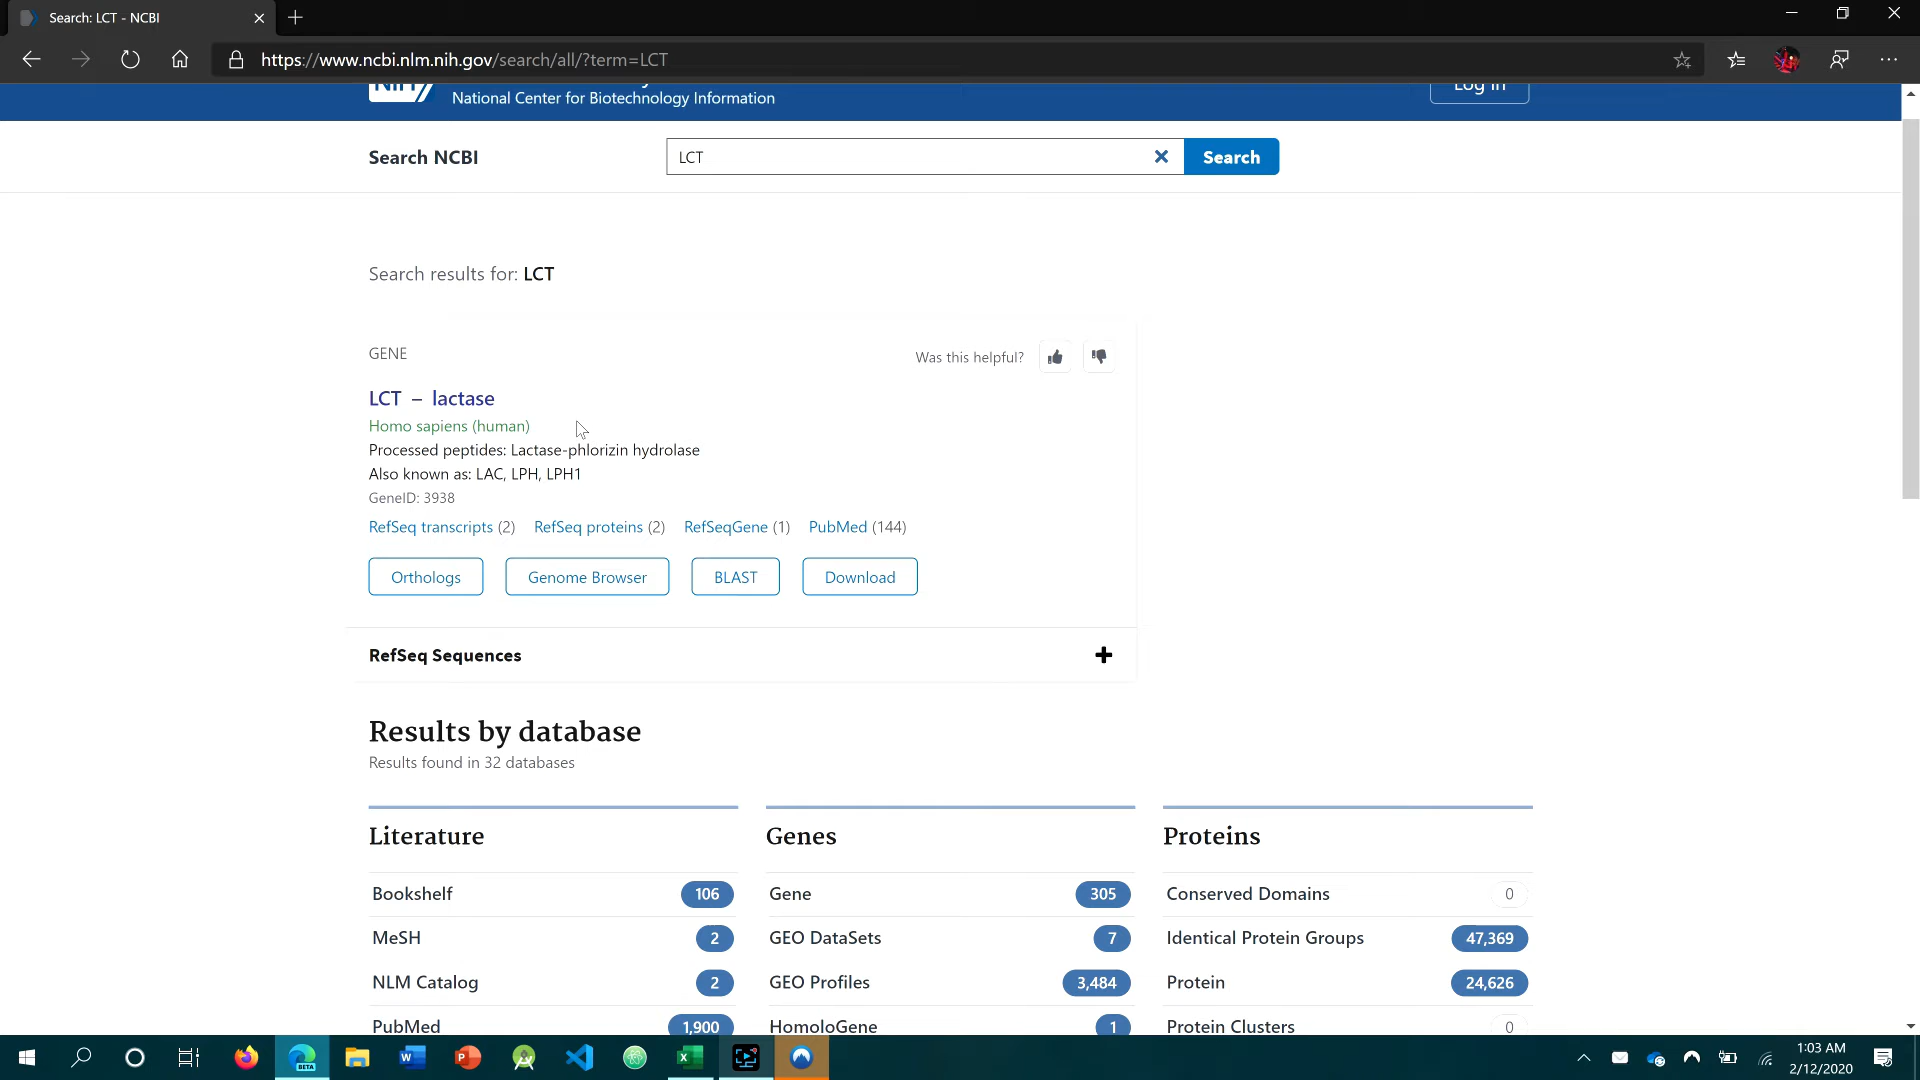 Search: LCT - NCBI
https://www.ncbi.nlm.nih.gov/search/all/?term=LCT
NIH
National Center for Biotechnology Information
Log in
Search NCBI
LCT
Search
Search results for: LCT
GENE
Was this helpful?
LCT – lactase
Homo sapiens (human)
Processed peptides: Lactase-phlorizin hydrolase
Also known as: LAC, LPH, LPH1
GeneID: 3938
RefSeq transcripts (2) RefSeq proteins (2) RefSeqGene (1) PubMed (144)
Orthologs Genome Browser BLAST Download
RefSeq Sequences
Results by database
Results found in 32 databases
Literature
Bookshelf 106
MeSH 2
NLM Catalog 2
PubMed 1,900
Genes
Gene 305
GEO DataSets 7
GEO Profiles 3,484
HomoloGene 1
Proteins
Conserved Domains 0
Identical Protein Groups 47,369
Protein 24,626
Protein Clusters 0
BETA
1:03 AM
2/12/2020